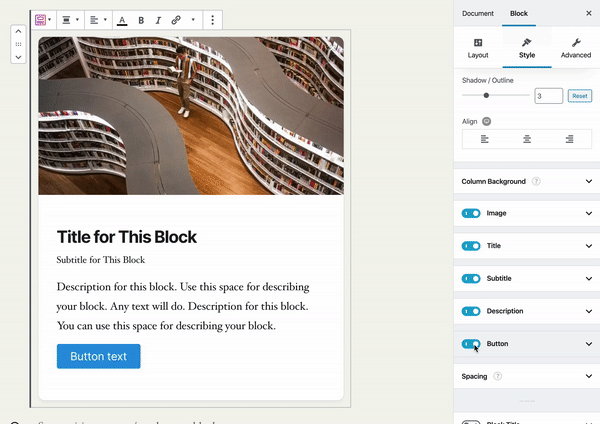 A B I
Document Block
Layout Style Advanced
Shadow / Outline
3 Reset
Align
Column Background ?
Image
Title
Subtitle
Description
Button
Spacing ?
Title for This Block
Subtitle for This Block
Description for this block. Use this space for describing
your block. Any text will do. Description for this block.
You can use this space for describing your block.
Button text